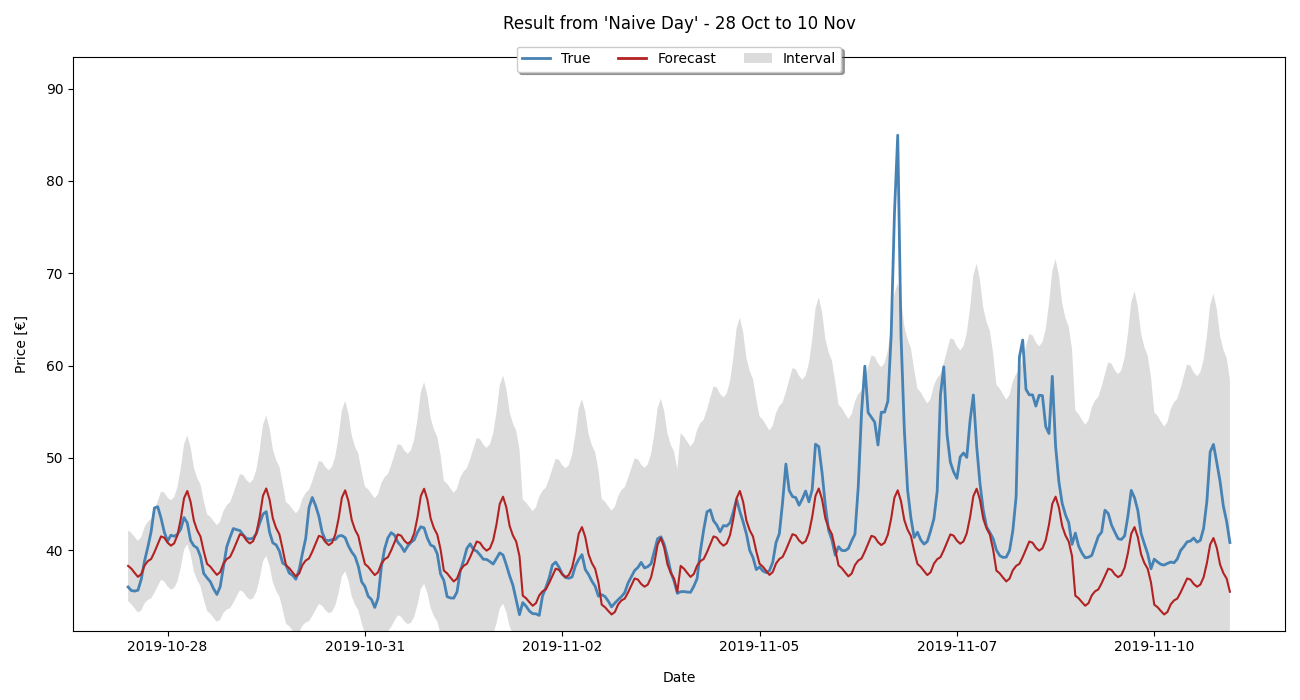 Result from 'Naive Day' - 28 Oct to 10 Nov
True Forecast Interval
90
80
70
60
50
40
Price [€]
2019-10-28 2019-10-31 2019-11-02 2019-11-05 2019-11-07 2019-11-10
Date